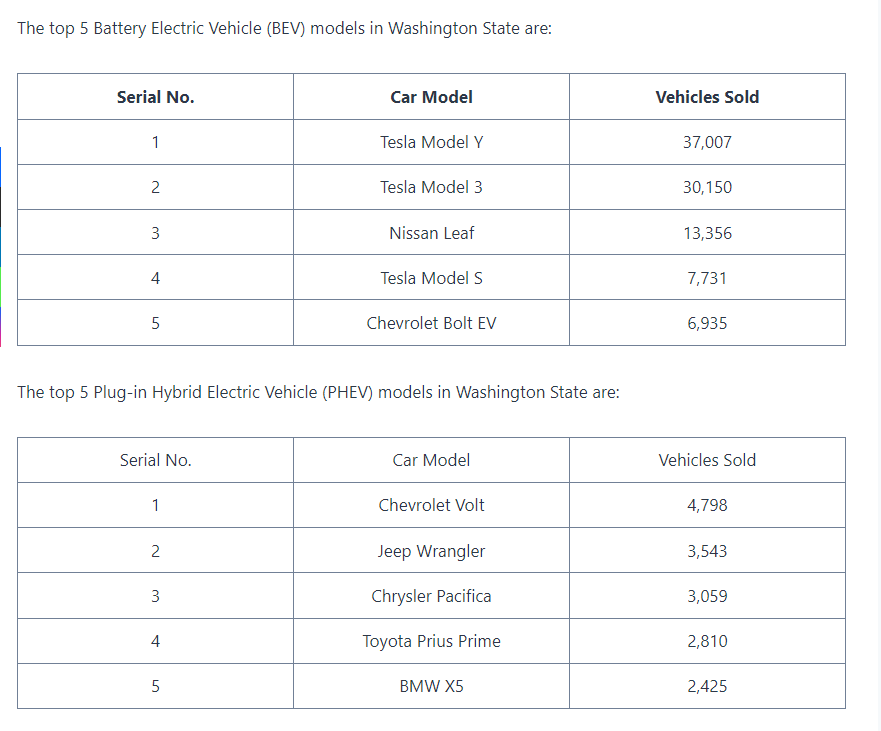 The top 5 Battery Electric Vehicle (BEV) models in Washington State are:
Serial No. Car Model Vehicles Sold
1 Tesla Model Y 37,007
2 Tesla Model 3 30,150
3 Nissan Leaf 13,356
4 Tesla Model S 7,731
5 Chevrolet Bolt EV 6,935
The top 5 Plug-in Hybrid Electric Vehicle (PHEV) models in Washington State are:
Serial No. Car Model Vehicles Sold
1 Chevrolet Volt 4,798
2 Jeep Wrangler 3,543
3 Chrysler Pacifica 3,059
4 Toyota Prius Prime 2,810
5 BMW X5 2,425